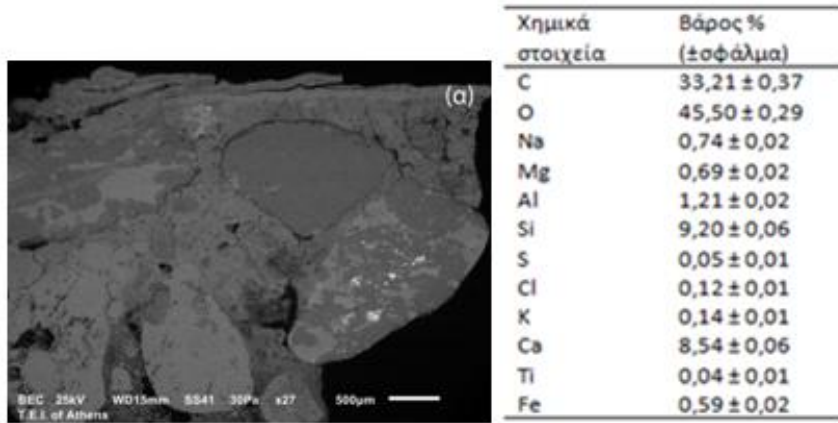 (α)
BEC 25kV WD15mm SS41 30Pa x27 500μm
T.E.I. of Athens
Χημικά στοιχεία Βάρος % (±σφάλμα)
C 33,21 ± 0,37
O 45,50 ± 0,29
Na 0,74 ± 0,02
Mg 0,69 ± 0,02
Al 1,21 ± 0,02
Si 9,20 ± 0,06
S 0,05 ± 0,01
Cl 0,12 ± 0,01
K 0,14 ± 0,01
Ca 8,54 ± 0,06
Ti 0,04 ± 0,01
Fe 0,59 ± 0,02